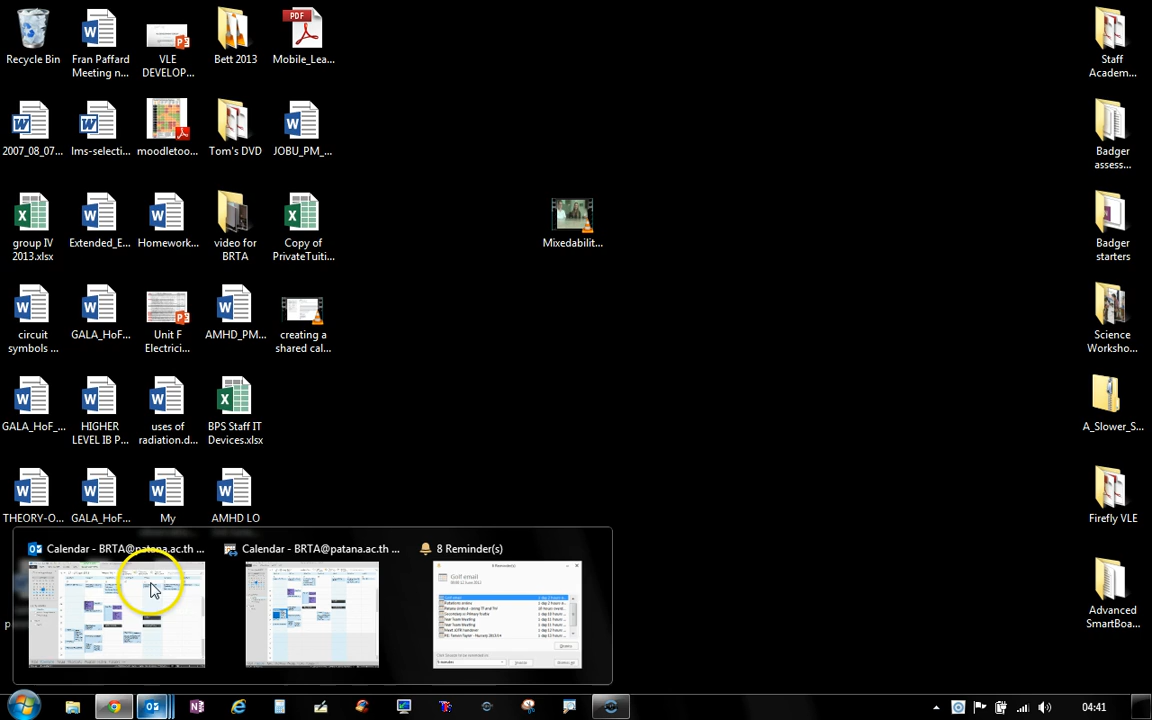 Recycle Bin
Fran Paffard
Meeting n...
VLE
DEVELOP...
Bett 2013
PDF
Mobile_Lea...
Staff
Academ...
2007_08_07...
lms-selecti...
moodletoo...
Tom's DVD
JOBU_PM_...
Badger
assess...
group IV
2013.xlsx
Extended_E...
Homework...
video for
BRTA
Copy of
PrivateTuiti...
Mixedabilit...
Badger
starters
circuit
symbols ...
GALA_HoF...
Unit F
Electrici...
AMHD_PM...
creating a
shared cal...
Science
Worksho...
GALA_HoF_...
HIGHER
LEVEL IB P...
uses of
radiation.d...
BPS Staff IT
Devices.xlsx
A_Slower_S...
THEORY-O...
GALA_HoF...
My
AMHD LO
Firefly VLE
Calendar - BRTA@patana.ac.th ...
Calendar - BRTA@patana.ac.th ...
8 Reminder(s)
8 Reminder(s)
Golf email
Advanced
SmartBoa...
04:41